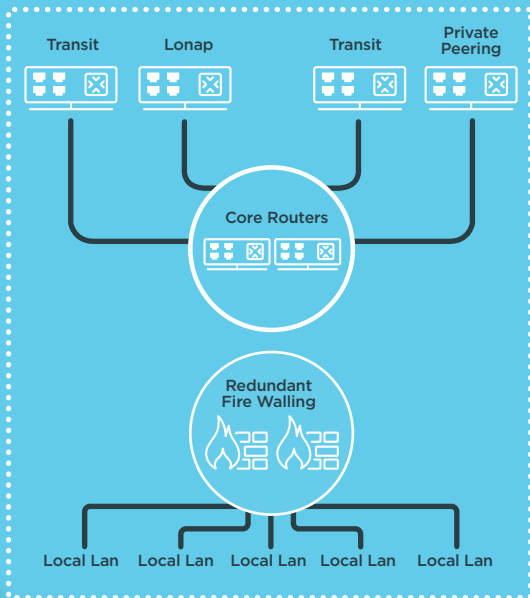 Transit
Lonap
Transit
Private
Peering
Core Routers
Redundant
Fire Walling
Local Lan
Local Lan
Local Lan
Local Lan
Local Lan